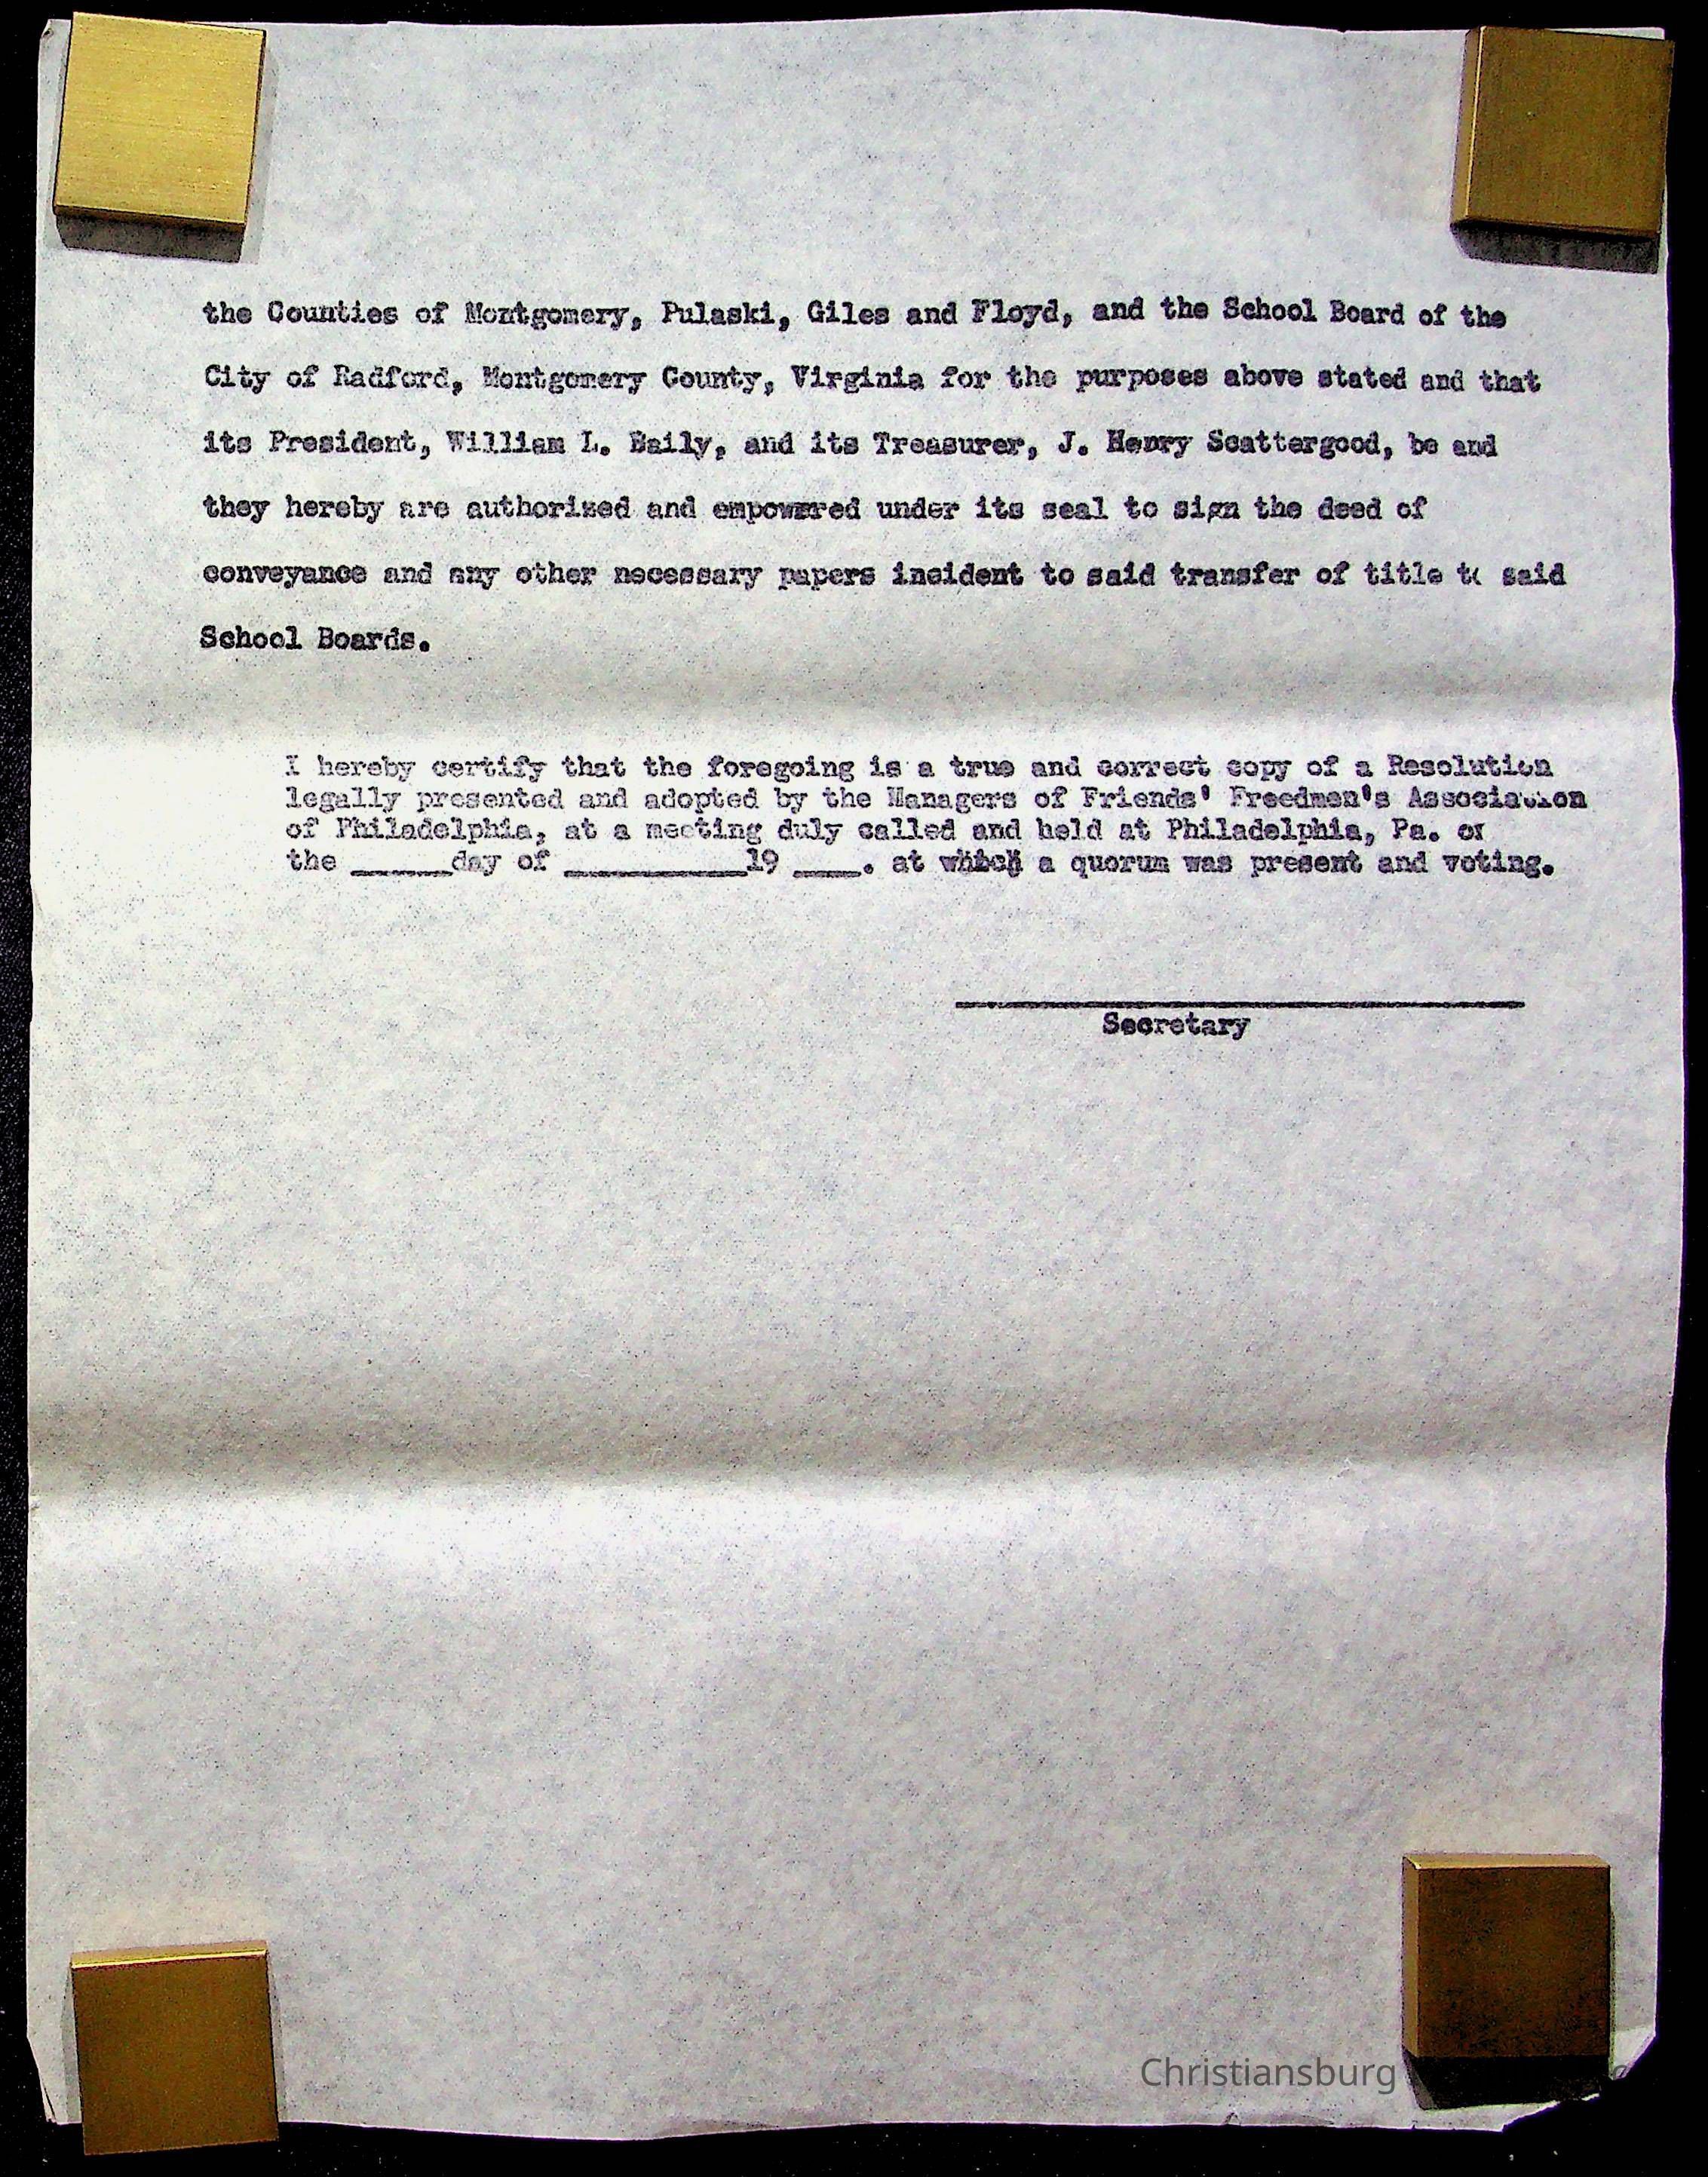 the Counties of Montgomery, Pulaski, Giles and Floyd, and the School Board of the
City of Radford, Montgomery County, Virginia for the purposes above stated and that
its President, William L. Baily, and its Treasurer, J. Henry Scattergood, be and
they hereby are authorized and empowered under its seal to sign the deed of
conveyance and any other necessary papers incident to said transfer of title to said
School Boards.
I hereby certify that the foregoing is a true and correct copy of a Resolution
legally presented and adopted by the Managers of Friends' Freedmen's Association
of Philadelphia, at a meeting duly called and held at Philadelphia, Pa. on
the ______day of ___________19 ____. at which a quorum was present and voting.
Secretary
Christiansburg